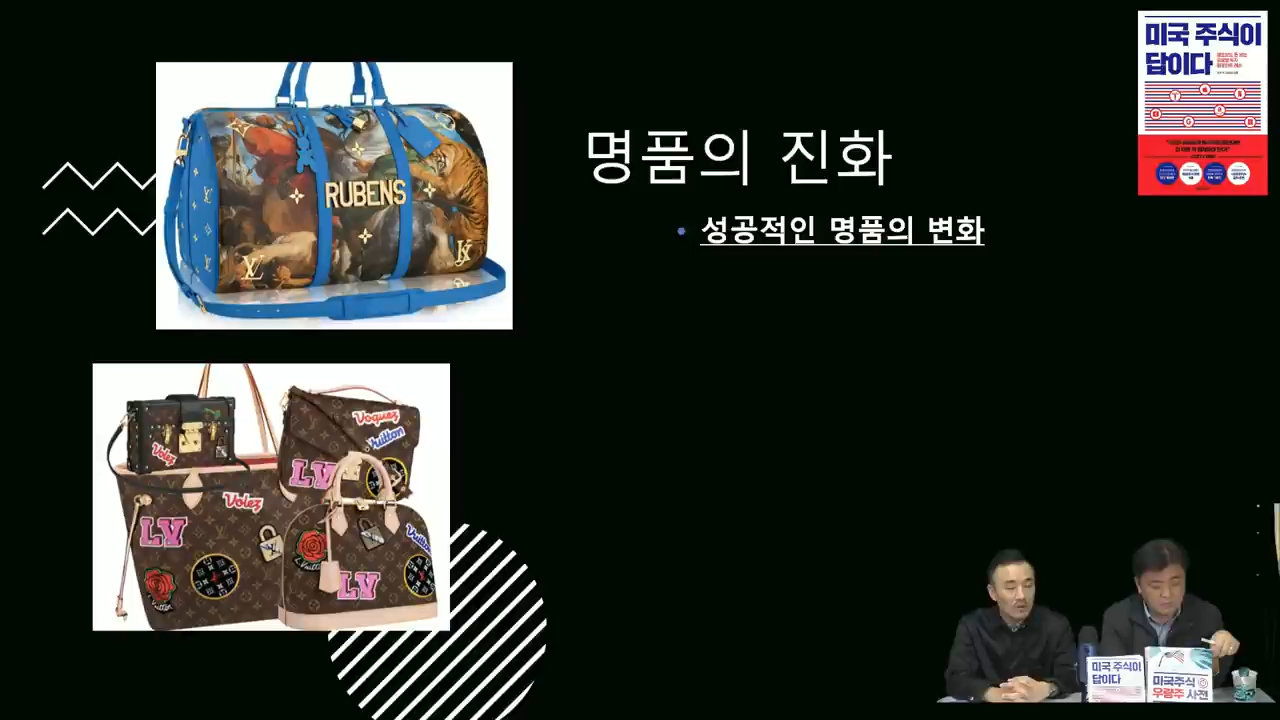 명품의 진화
성공적인 명품의 변화
RUBENS
LV
Volez
Voguez
Vuitton
LV
Volez
LV
LV
Vuitton
미국 주식이
답이다
미국 주식이
답이다
미국주식
우량주 사전